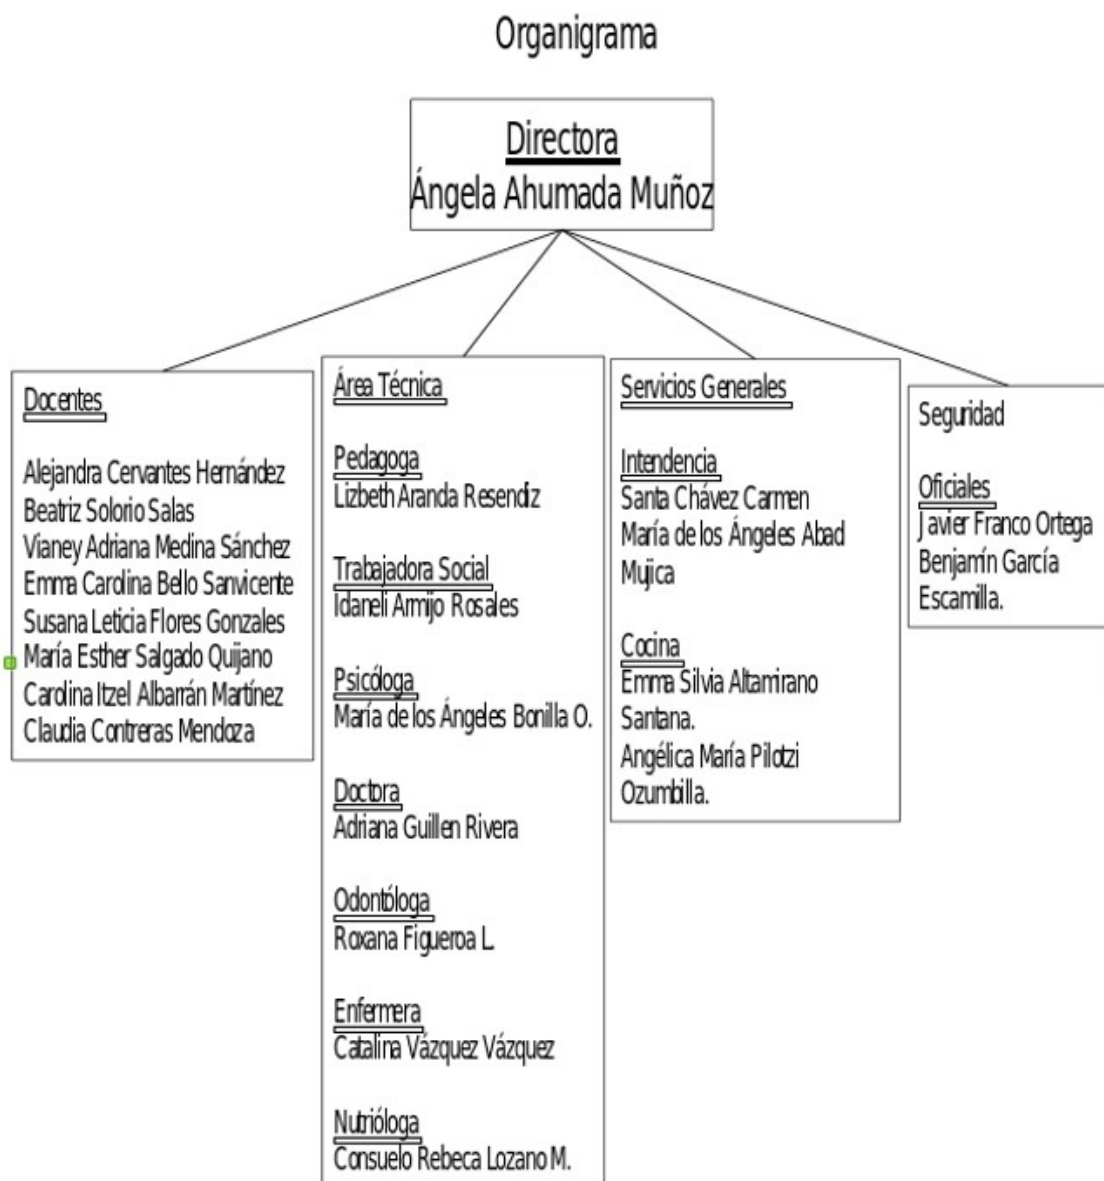 Organigrama
Directora
Ángela Ahumada Muñoz
Docentes
Alejandra Cervantes Hernández
Beatriz Solorio Salas
Vianey Adriana Medina Sánchez
Emma Carolina Bello Sanvicente
Susana Leticia Flores Gonzales
María Esther Salgado Quijano
Carolina Itzel Albarrán Martínez
Claudia Contreras Mendoza
Área Técnica
Pedagoga
Lizbeth Aranda Resendiz
Trabajadora Social
Idaneli Armijo Rosales
Psicóloga
María de los Ángeles Bonilla O.
Doctora
Adriana Guillen Rivera
Odontóloga
Roxana Figueroa L.
Enfermera
Catalina Vázquez Vázquez
Nutrióloga
Consuelo Rebeca Lozano M.
Servicios Generales
Intendencia
Santa Chávez Carmen
María de los Ángeles Abad
Mujica
Cocina
Emma Silvia Altamirano
Santana.
Angélica María Pilotzi
Ozumbilla.
Seguridad
Oficiales
Javier Franco Ortega
Benjamín García
Escamilla.